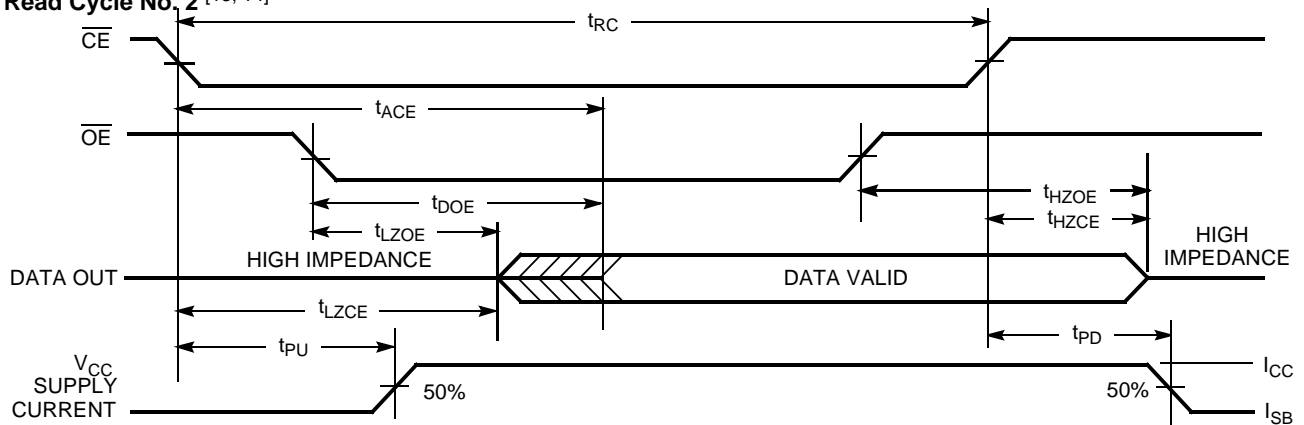 Read Cycle No. 2
tRC
CE
tACE
OE
tDOE
tHZOE
tLZOE
tHZCE
HIGH IMPEDANCE
HIGH
IMPEDANCE
DATA OUT
DATA VALID
tLZCE
tPU
tPD
VCC
SUPPLY
CURRENT
50%
50%
ICC
ISB